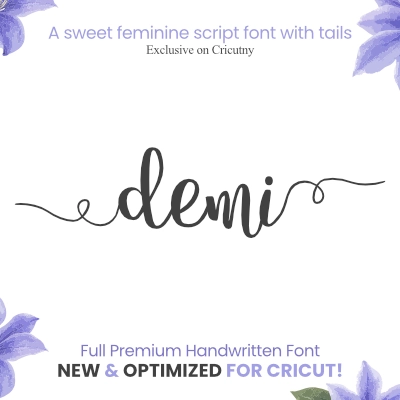 A sweet feminine script font with tails
Exclusive on Cricutny
demi
Full Premium Handwritten Font
NEW & OPTIMIZED FOR CRICUT!